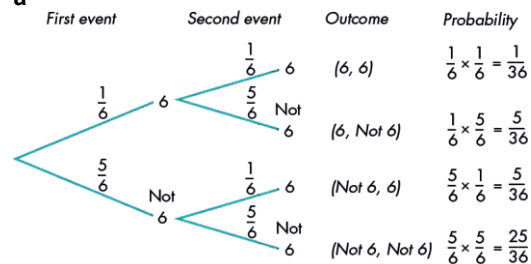 a
First event Second event Outcome Probability
1/6 6 1/6 6 (6, 6) 1/6 × 1/6 = 1/36
5/6 Not 6 (6, Not 6) 1/6 × 5/6 = 5/36
5/6 Not 6 1/6 6 (Not 6, 6) 5/6 × 1/6 = 5/36
5/6 Not 6 (Not 6, Not 6) 5/6 × 5/6 = 25/36